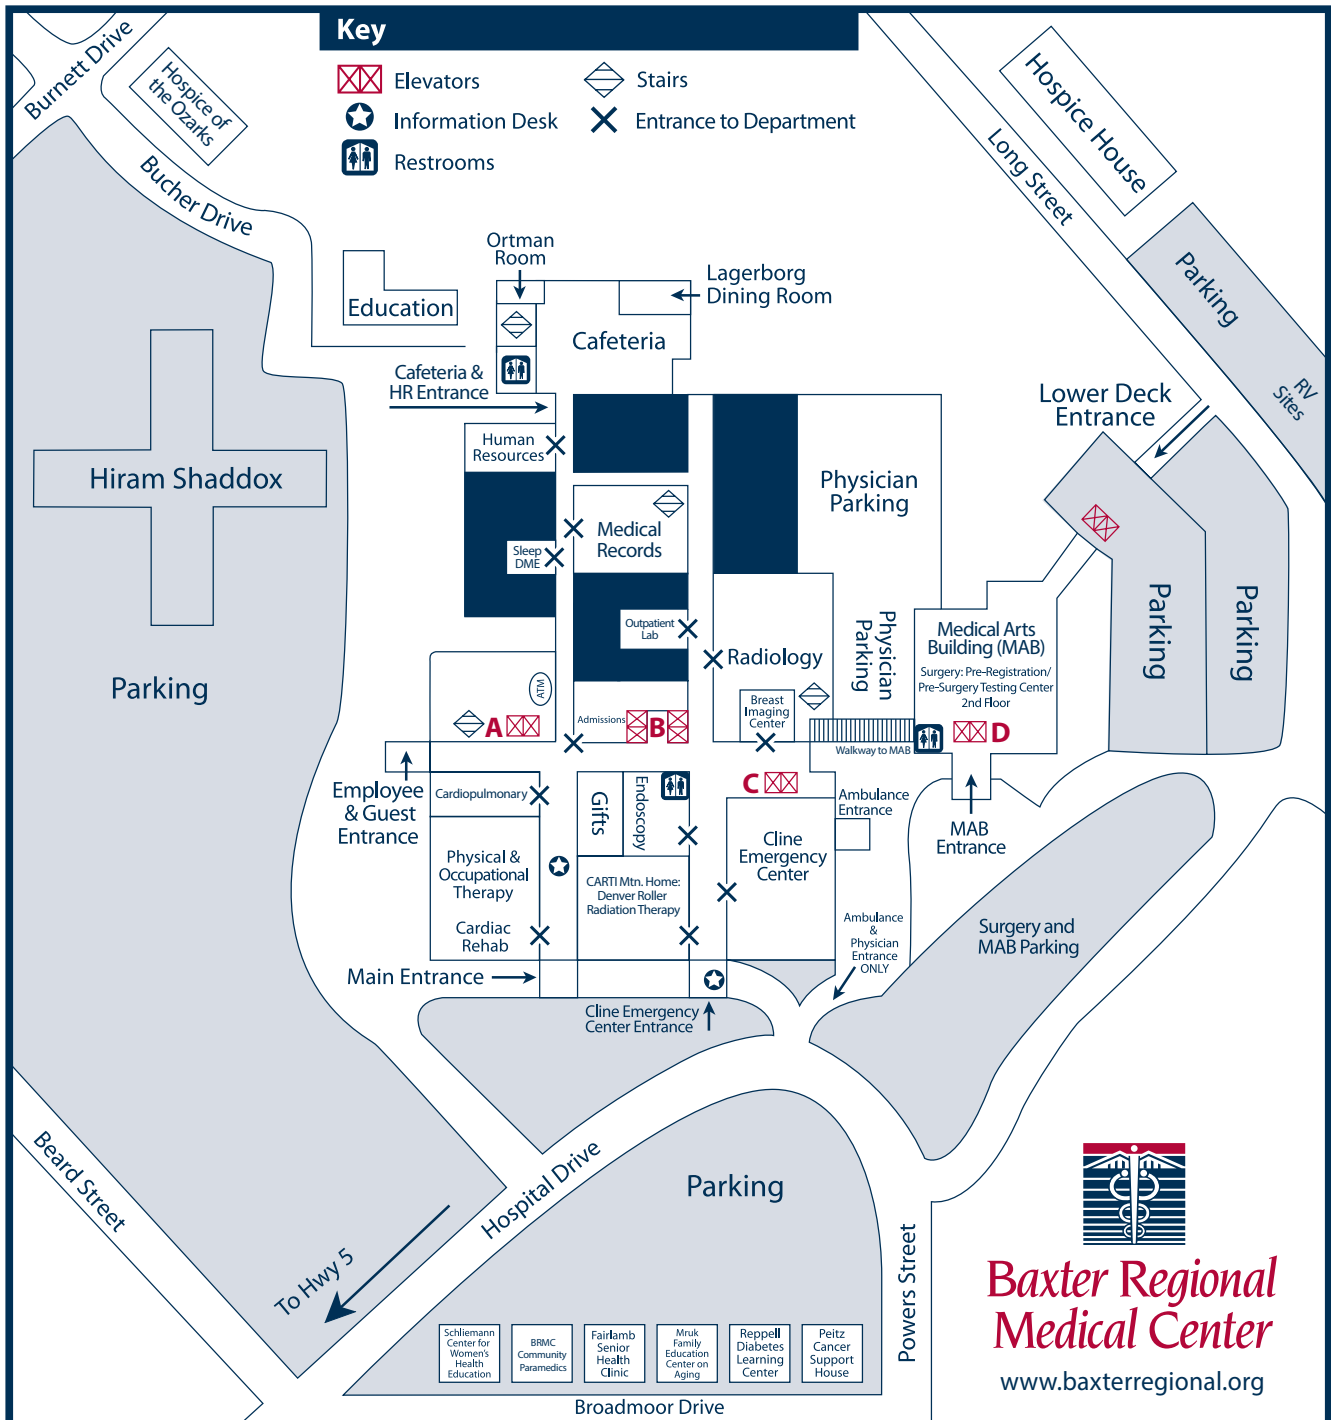 Key
Elevators
Stairs
Information Desk
Entrance to Department
Restrooms
Burnett Drive
Hospice of
the Ozarks
Bucher Drive
Hospice House
Long Street
Parking
RV
Sites
Ortman
Room
Lagerborg
Dining Room
Education
Cafeteria
Cafeteria &
HR Entrance
Lower Deck
Entrance
Human
Resources
Hiram Shaddox
Physician
Parking
Medical
Records
Sleep
DME
Outpatient
Lab
Radiology
Physician
Parking
Medical Arts
Building (MAB)
Surgery: Pre-Registration/
Pre-Surgery Testing Center
2nd Floor
Parking
Parking
Parking
ATM
A
Admissions
B
Breast
Imaging
Center
Walkway to MAB
D
Employee
& Guest
Entrance
Cardiopulmonary
Gifts
Endoscopy
C
Ambulance
Entrance
MAB
Entrance
Cline
Emergency
Center
Physical &
Occupational
Therapy
CARTI Mtn. Home:
Denver Roller
Radiation Therapy
Cardiac
Rehab
Ambulance
&
Physician
Entrance
ONLY
Surgery and
MAB Parking
Main Entrance
Cline Emergency
Center Entrance
Beard Street
Hospital Drive
To Hwy 5
Parking
Powers Street
Schliemann
Center for
Women's
Health
Education
BRMC
Community
Paramedics
Fairlamb
Senior
Health
Clinic
Mruk
Family
Education
Center on
Aging
Reppell
Diabetes
Learning
Center
Peitz
Cancer
Support
House
Broadmoor Drive
Baxter Regional
Medical Center
www.baxterregional.org